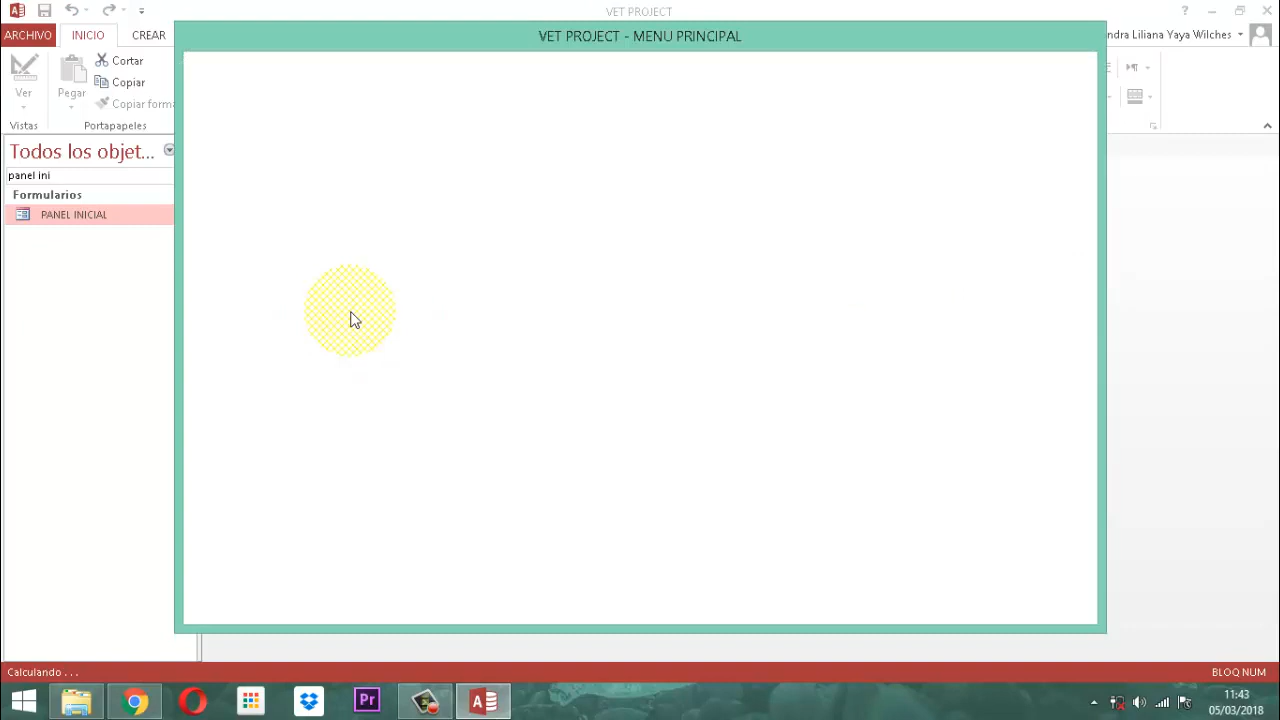 VET PROJECT
?
ARCHIVO INICIO CREAR
ndra Liliana Yaya Wilches
VET PROJECT - MENU PRINCIPAL
Ver
Pegar
Cortar
Copiar
Copiar forma
Vistas
Portapapeles
Todos los objet...
panel ini
Formularios
PANEL INICIAL
Calculando . . .
BLOQ NUM
Pr
11:43
05/03/2018